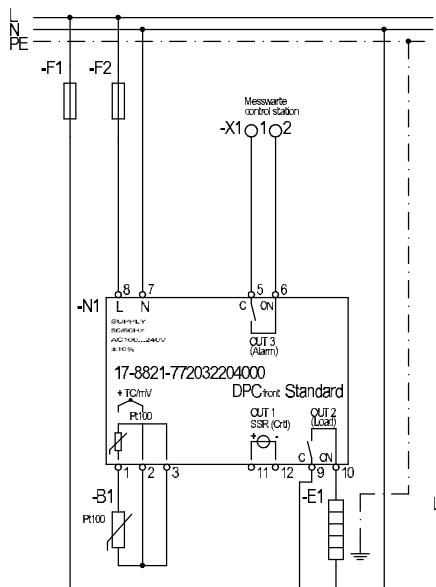 L
N
PE
-F1
-F2
Messwarte
control station
-X1 1 2
8 7 5 6
-N1 L N C ON
SUPPLY
50/60Hz
AC100...240V
±10%
OUT 3
(Alarm)
17-8821-772032204000
DPCfront Standard
+ TC/mV
Pt100
OUT 1
SSR (Crtl)
+ -
OUT 2
(Load)
C ON
1 2 3 11 12 9 10
-B1
-E1
Pt100